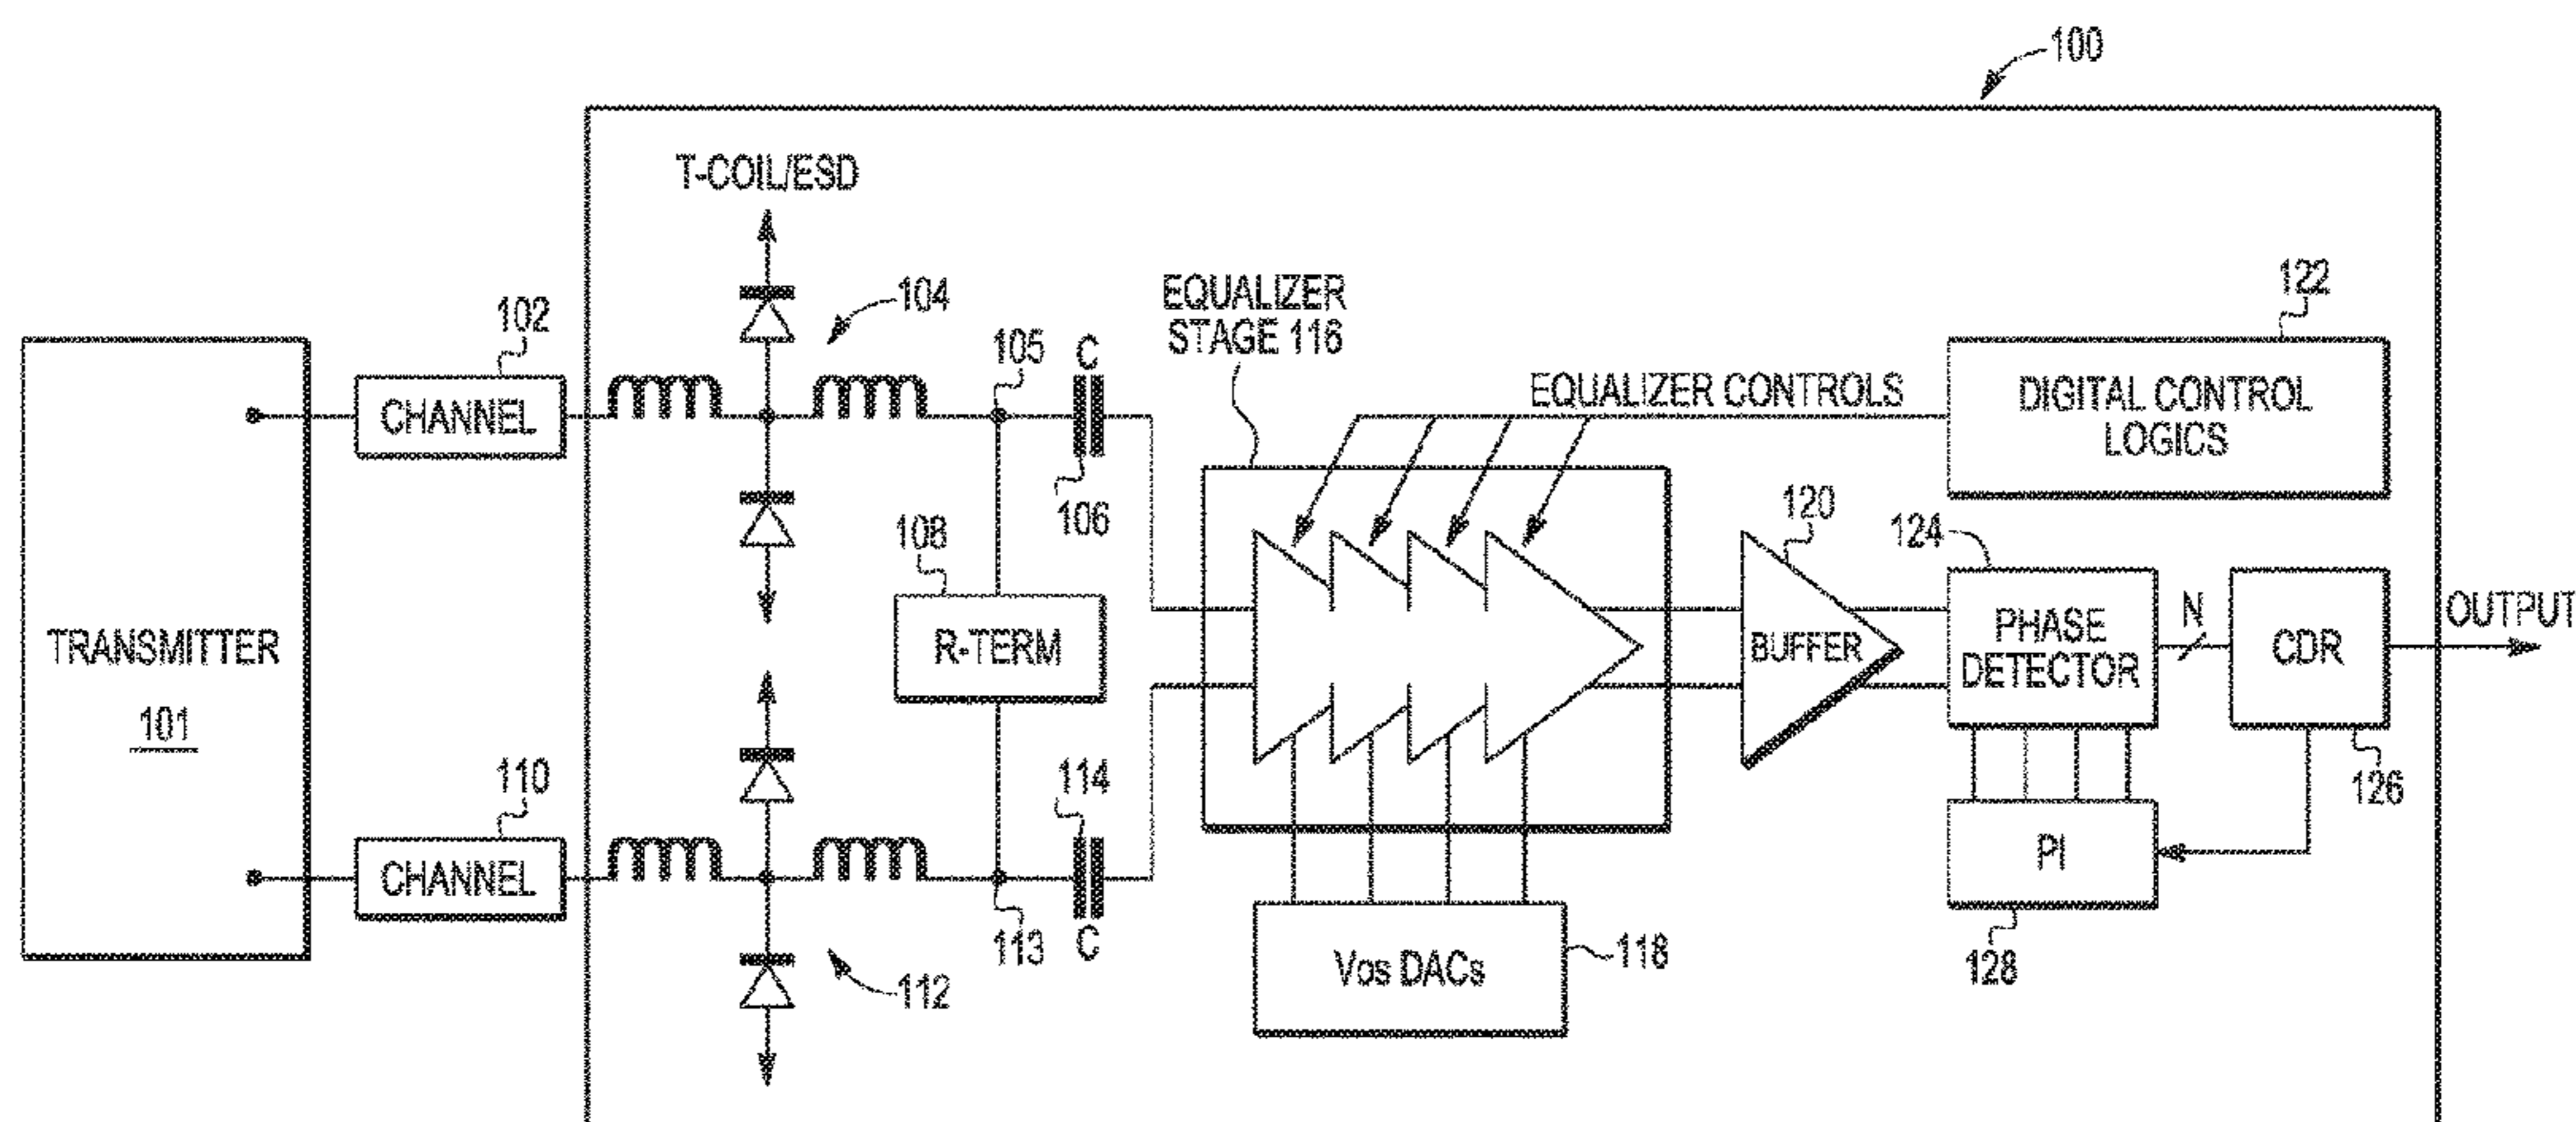 100
T-COIL/ESD
104
EQUALIZER
STAGE 116
122
102
105
C
EQUALIZER CONTROLS
DIGITAL CONTROL
LOGICS
CHANNEL
106
108
120
124
TRANSMITTER
101
R-TERM
BUFFER
PHASE
DETECTOR
N
CDR
OUTPUT
110
114
126
CHANNEL
PI
113
C
112
Vos DACs
118
128